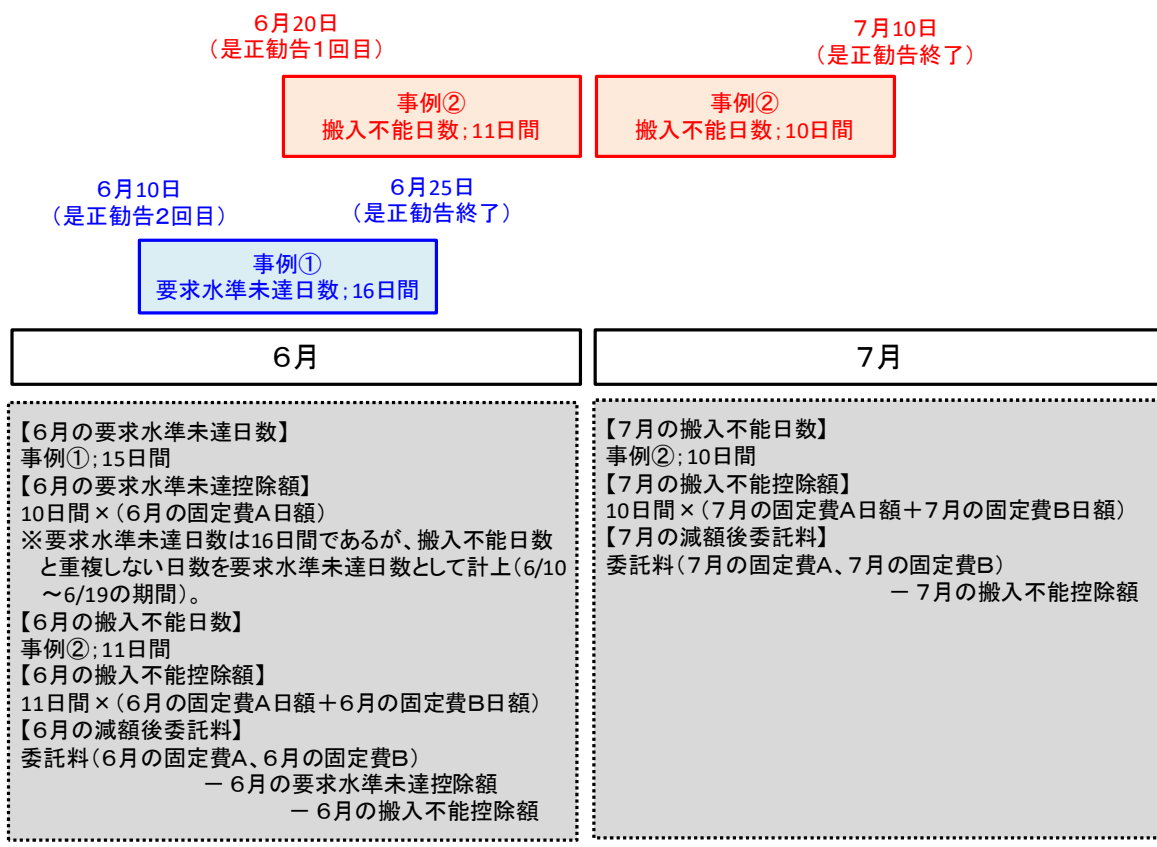 6月20日
(是正勧告1回目)
7月10日
(是正勧告終了)
事例②
搬入不能日数;11日間
事例②
搬入不能日数;10日間
6月10日
(是正勧告2回目)
6月25日
(是正勧告終了)
事例①
要求水準未達日数;16日間
6月
7月
【6月の要求水準未達日数】
事例①;15日間
【6月の要求水準未達控除額】
10日間×(6月の固定費A日額)
※要求水準未達日数は16日間であるが、搬入不能日数
と重複しない日数を要求水準未達日数として計上(6/10
~6/19の期間)。
【6月の搬入不能日数】
事例②;11日間
【6月の搬入不能控除額】
11日間×(6月の固定費A日額+6月の固定費B日額)
【6月の減額後委託料】
委託料(6月の固定費A、6月の固定費B)
-6月の要求水準未達控除額
-6月の搬入不能控除額
【7月の搬入不能日数】
事例②;10日間
【7月の搬入不能控除額】
10日間×(7月の固定費A日額+7月の固定費B日額)
【7月の減額後委託料】
委託料(7月の固定費A、7月の固定費B)
-7月の搬入不能控除額